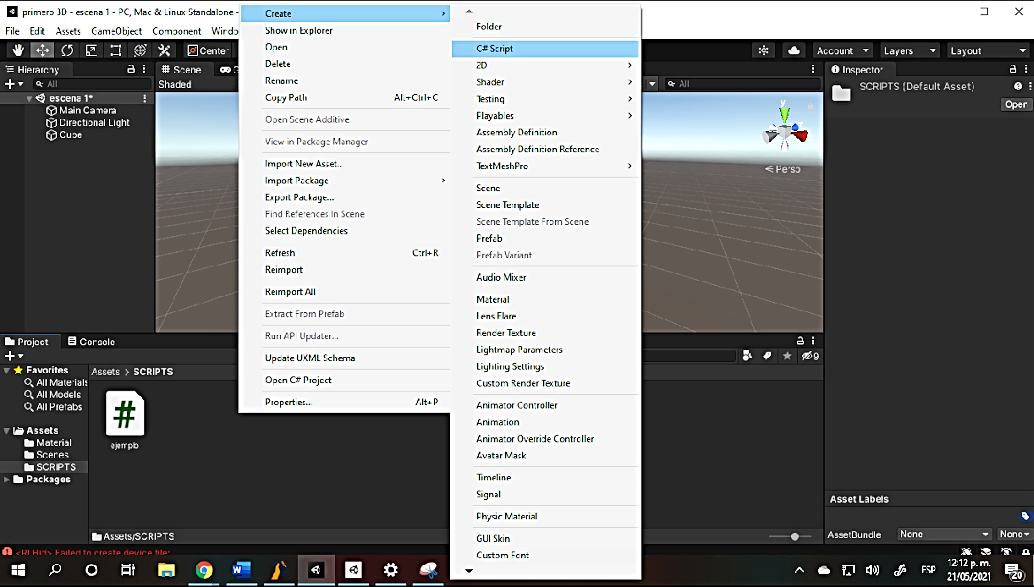 primero 3D - escena 1 - PC, Mac & Linux Standalone -
File Edit Assets GameObject Component Windo
Center
Account Layers Layout
Hierarchy
All
escena 1*
Main Camera
Directional Light
Cube
Scene
Shaded
All
Persp
Create
Show in Explorer
Open
Delete
Rename
Copy Path Alt+Ctrl+C
Open Scene Additive
View in Package Manager
Import New Asset...
Import Package
Export Package...
Find References In Scene
Select Dependencies
Refresh Ctrl+R
Reimport
Reimport All
Extract From Prefab
Run API Updater...
Update UXML Schema
Open C# Project
Properties... Alt+P
Folder
C# Script
2D
Shader
Testing
Playables
Assembly Definition
Assembly Definition Reference
TextMeshPro
Scene
Scene Template
Scene Template From Scene
Prefab
Prefab Variant
Audio Mixer
Material
Lens Flare
Render Texture
Lightmap Parameters
Lighting Settings
Custom Render Texture
Animator Controller
Animation
Animator Override Controller
Avatar Mask
Timeline
Signal
Physic Material
GUI Skin
Custom Font
Inspector
SCRIPTS (Default Asset)
Open
Asset Labels
AssetBundle None None
Project Console
9
Favorites
All Materials
All Models
All Prefabs
Assets
Material
Scenes
SCRIPTS
Packages
Assets > SCRIPTS
#
ejemplo
Assets/SCRIPTS
Failed to create device file:
ESP
12:12 p. m.
21/05/2021
20